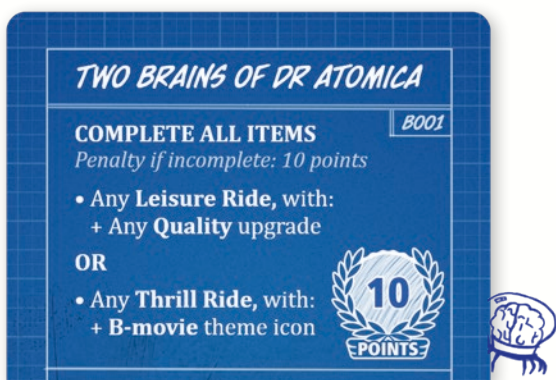 TWO BRAINS OF DR ATOMICA
B001
COMPLETE ALL ITEMS
Penalty if incomplete: 10 points
• Any Leisure Ride, with:
+ Any Quality upgrade
OR
• Any Thrill Ride, with:
+ B-movie theme icon
10
POINTS